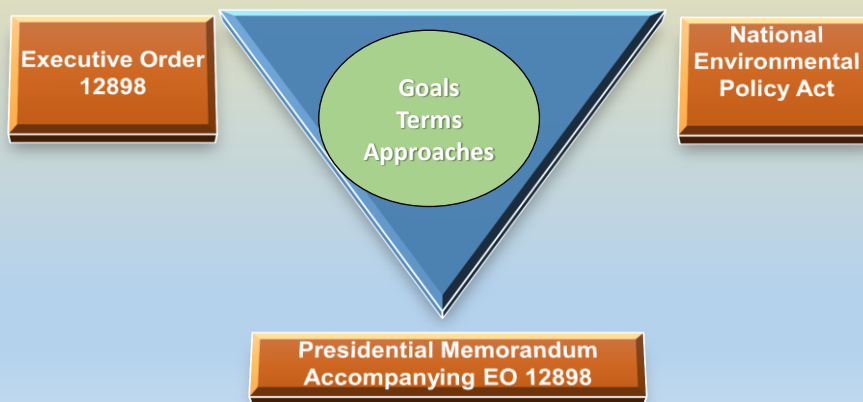 Executive Order
12898
Goals
Terms
Approaches
National
Environmental
Policy Act
Presidential Memorandum
Accompanying EO 12898